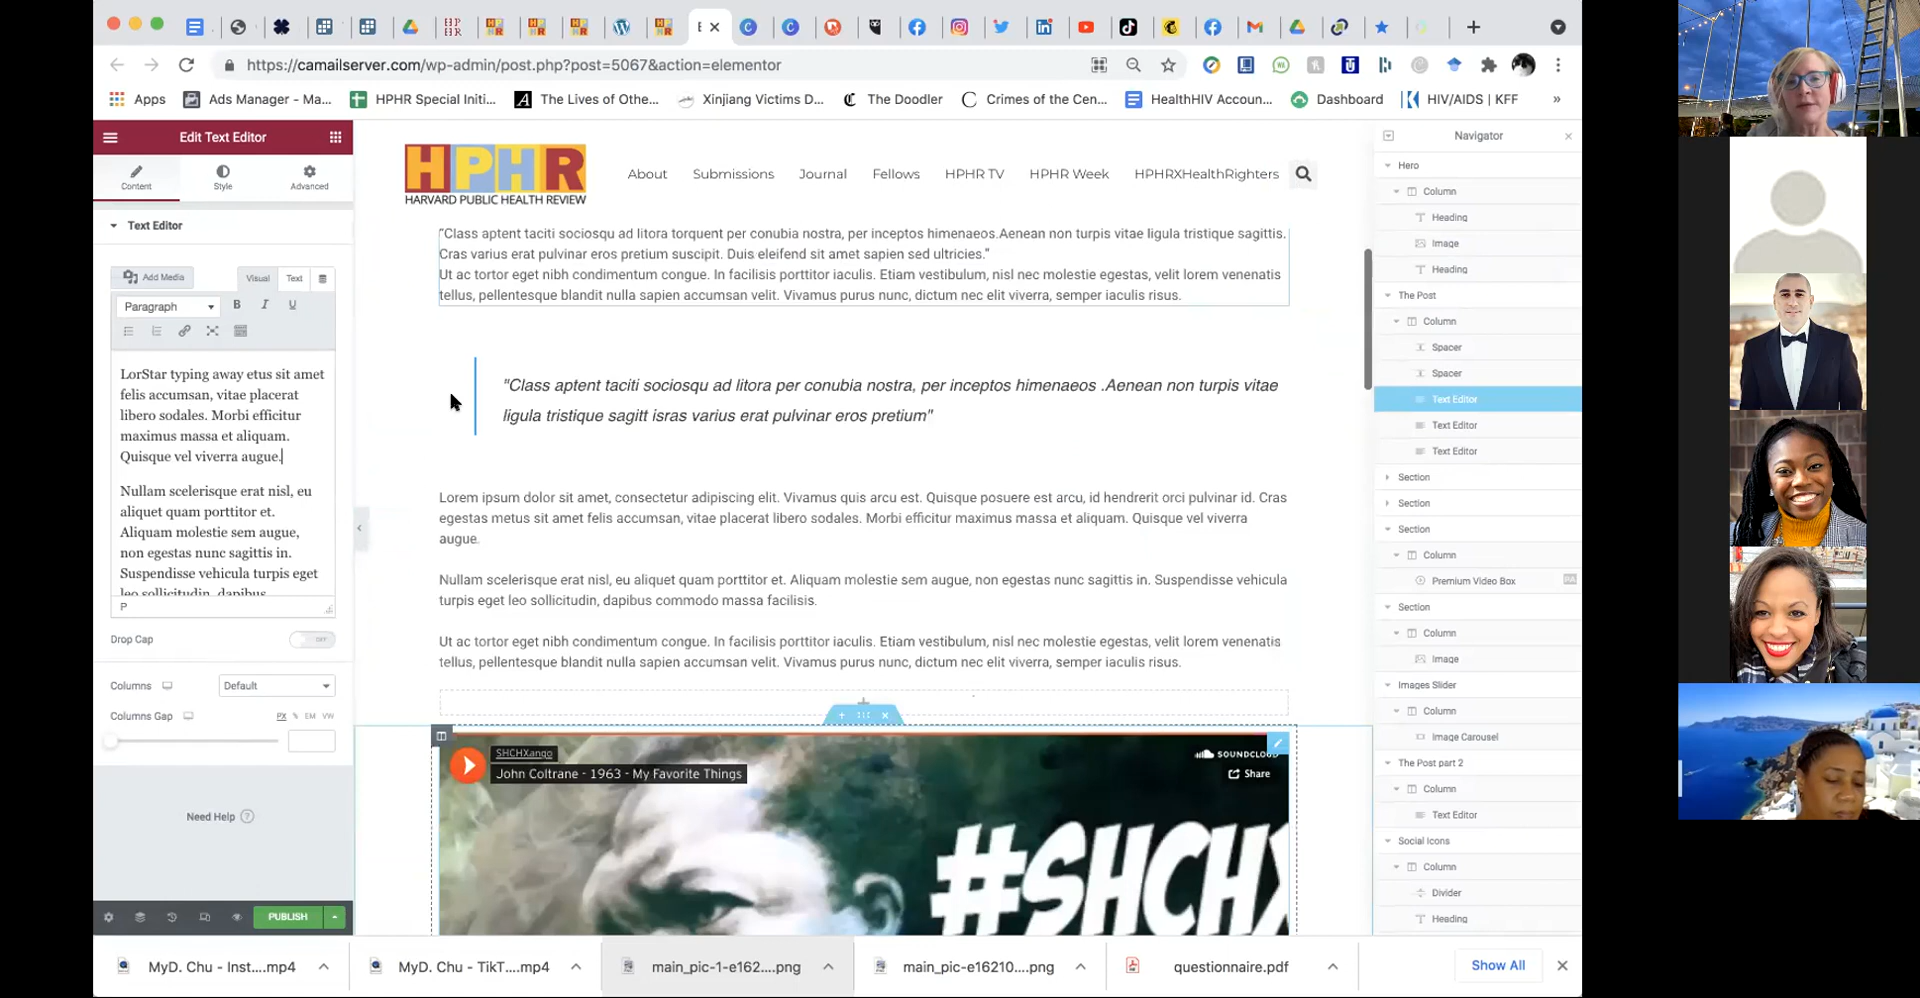 https://camailserver.com/wp-admin/post.php?post=5067&action=elementor
Apps
Ads Manager - Ma...
HPHR Special Initi...
The Lives of Othe...
Xinjiang Victims D...
The Doodler
Crimes of the Cen...
HealthHIV Accoun...
Dashboard
HIV/AIDS | KFF
»
Edit Text Editor
Content
Style
Advanced
Text Editor
Add Media
Visual
Text
Paragraph
B
I
U
LorStar typing away etus sit amet
felis accumsan, vitae placerat
libero sodales. Morbi efficitur
maximus massa et aliquam.
Quisque vel viverra augue.
Nullam scelerisque erat nisl, eu
aliquet quam porttitor et.
Aliquam molestie sem augue,
non egestas nunc sagittis in.
Suspendisse vehicula turpis eget
leo sollicitudin, dapibus
P
Drop Cap
OFF
Columns
Default
Columns Gap
PX
%
EM
VW
Need Help
PUBLISH
HPHR
HARVARD PUBLIC HEALTH REVIEW
About
Submissions
Journal
Fellows
HPHR TV
HPHR Week
HPHRXHealthRighters
"Class aptent taciti sociosqu ad litora torquent per conubia nostra, per inceptos himenaeos.Aenean non turpis vitae ligula tristique sagittis.
Cras varius erat pulvinar eros pretium suscipit. Duis eleifend sit amet sapien sed ultricies."
Ut ac tortor eget nibh condimentum congue. In facilisis porttitor iaculis. Etiam vestibulum, nisl nec molestie egestas, velit lorem venenatis
tellus, pellentesque blandit nulla sapien accumsan velit. Vivamus purus nunc, dictum nec elit viverra, semper iaculis risus.
"Class aptent taciti sociosqu ad litora per conubia nostra, per inceptos himenaeos .Aenean non turpis vitae
ligula tristique sagitt isras varius erat pulvinar eros pretium"
Lorem ipsum dolor sit amet, consectetur adipiscing elit. Vivamus quis arcu est. Quisque posuere est arcu, id hendrerit orci pulvinar id. Cras
egestas metus sit amet felis accumsan, vitae placerat libero sodales. Morbi efficitur maximus massa et aliquam. Quisque vel viverra
augue.
Nullam scelerisque erat nisl, eu aliquet quam porttitor et. Aliquam molestie sem augue, non egestas nunc sagittis in. Suspendisse vehicula
turpis eget leo sollicitudin, dapibus commodo massa facilisis.
Ut ac tortor eget nibh condimentum congue. In facilisis porttitor iaculis. Etiam vestibulum, nisl nec molestie egestas, velit lorem venenatis
tellus, pellentesque blandit nulla sapien accumsan velit. Vivamus purus nunc, dictum nec elit viverra, semper iaculis risus.
SHCHXango
John Coltrane - 1963 - My Favorite Things
SOUNDCLOUD
Share
#SHCHX
Navigator
Hero
Column
Heading
Image
Heading
The Post
Column
Spacer
Spacer
Text Editor
Text Editor
Text Editor
Section
Section
Section
Column
Premium Video Box
Section
Column
Image
Images Slider
Column
Image Carousel
The Post part 2
Column
Text Editor
Social Icons
Column
Divider
Heading
MyD. Chu - Inst....mp4
MyD. Chu - TikT....mp4
main_pic-1-e162....png
main_pic-e16210....png
questionnaire.pdf
Show All